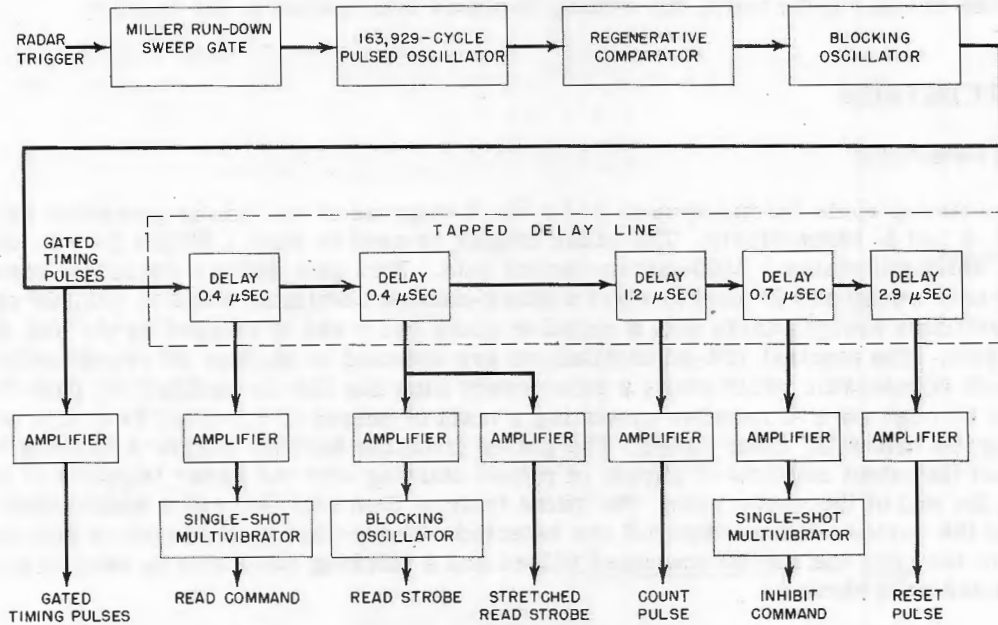 RADAR
TRIGGER
MILLER RUN-DOWN
SWEEP GATE
163,929-CYCLE
PULSED OSCILLATOR
REGENERATIVE
COMPARATOR
BLOCKING
OSCILLATOR
GATED
TIMING
PULSES
TAPPED DELAY LINE
DELAY
0.4 μSEC
DELAY
0.4 μSEC
DELAY
1.2 μSEC
DELAY
0.7 μSEC
DELAY
2.9 μSEC
AMPLIFIER
AMPLIFIER
AMPLIFIER
AMPLIFIER
AMPLIFIER
AMPLIFIER
AMPLIFIER
SINGLE-SHOT
MULTIVIBRATOR
BLOCKING
OSCILLATOR
SINGLE-SHOT
MULTIVIBRATOR
GATED
TIMING PULSES
READ COMMAND
READ STROBE
STRETCHED
READ STROBE
COUNT
PULSE
INHIBIT
COMMAND
RESET
PULSE